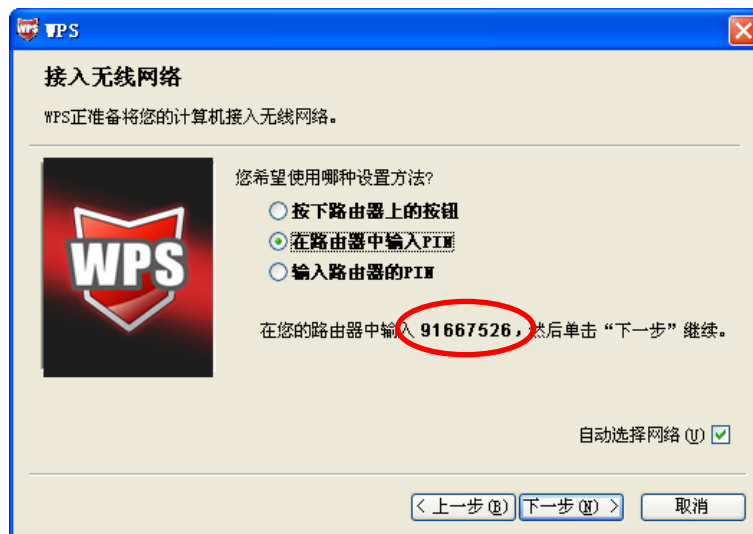 WPS
接入无线网络
WPS正准备将您的计算机接入无线网络。
您希望使用哪种设置方法?
按下路由器上的按钮
在路由器中输入PIN
WPS
输入路由器的PIN
在您的路由器中输入 91667526，然后单击“下一步”继续。
自动选择网络(U)
< 上一步(B) 下一步(N) > 取消